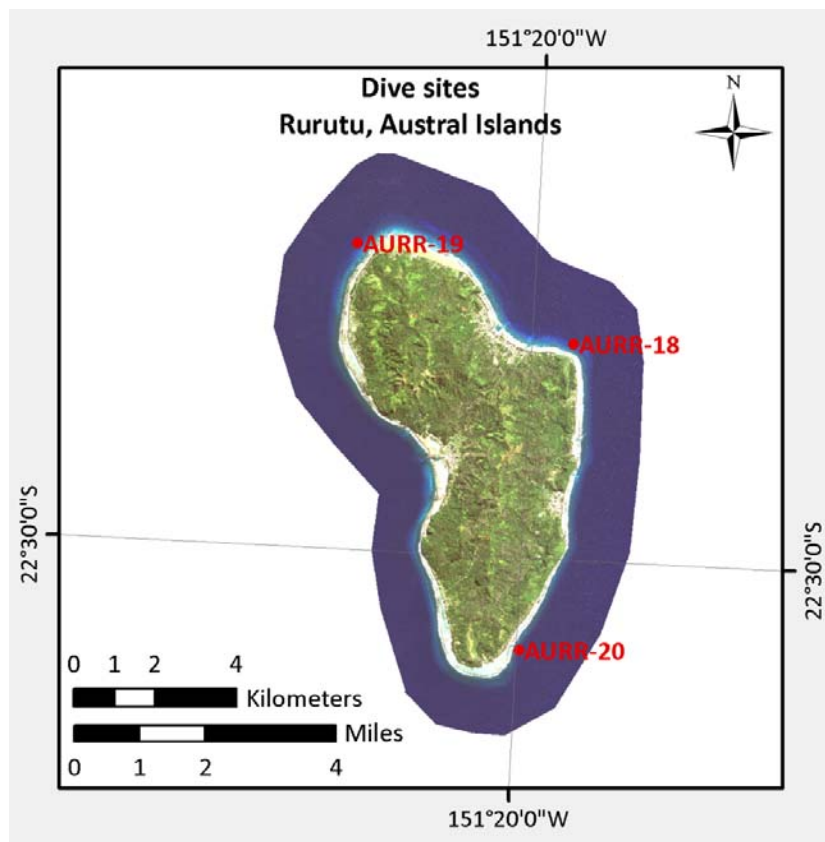 151°20'0"W
Dive sites
Rurutu, Austral Islands
N
AURR-19
AURR-18
22°30'0"S
22°30'0"S
AURR-20
0 1 2 4
Kilometers
Miles
0 1 2 4
151°20'0"W